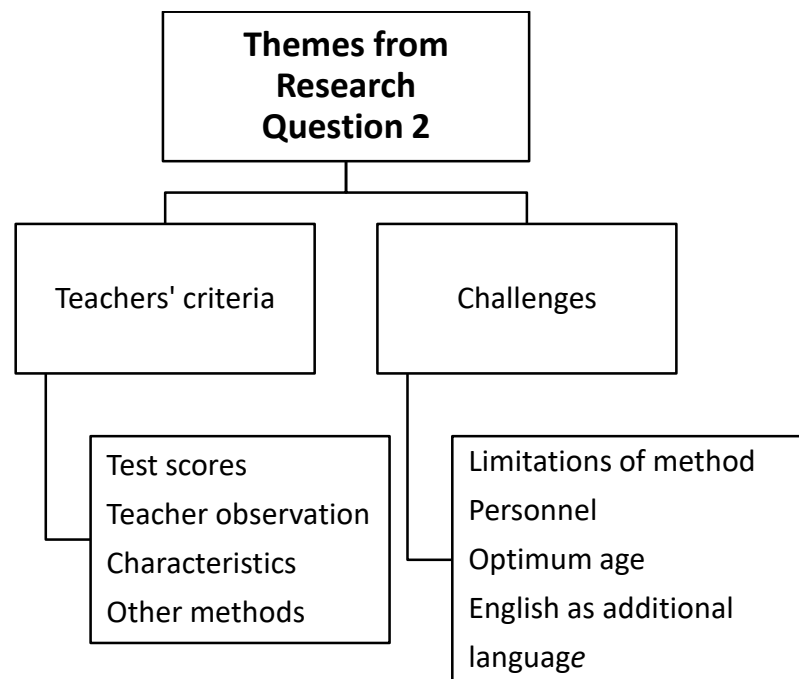 Themes from
Research
Question 2
Teachers' criteria
Challenges
Test scores
Teacher observation
Characteristics
Other methods
Limitations of method
Personnel
Optimum age
English as additional
language